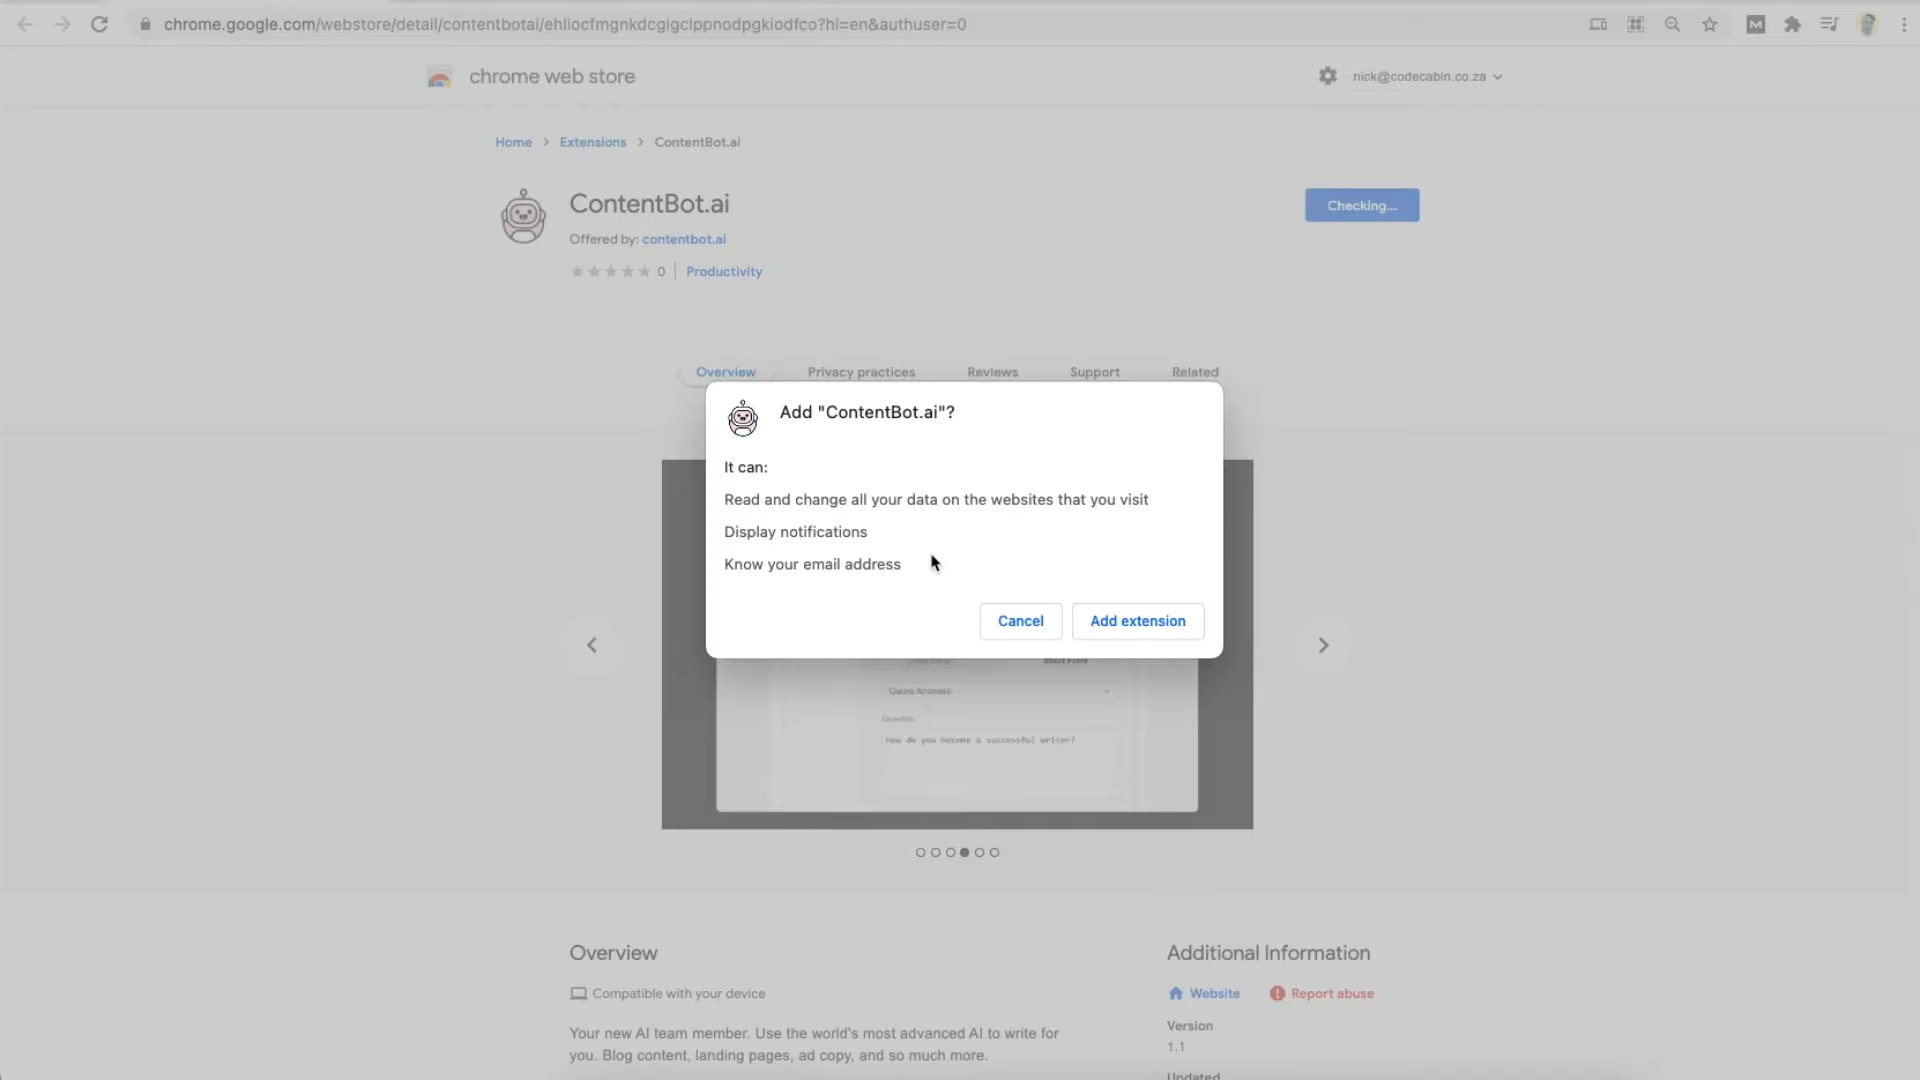 chrome.google.com/webstore/detail/contentbotai/ehliocfmgnkdcgigclppnodpgkiodfco?hl=en&authuser=0
M
chrome web store
nick@codecabin.co.za
Home > Extensions > ContentBot.ai
ContentBot.ai
Checking...
Offered by: contentbot.ai
0
Productivity
Overview
Privacy practices
Reviews
Support
Related
Add "ContentBot.ai"?
It can:
Read and change all your data on the websites that you visit
Display notifications
Know your email address
Cancel
Add extension
Short Form
Quora Answers
Question
How do you become a successful writer?
Overview
Additional Information
Compatible with your device
Website
Report abuse
Your new AI team member. Use the world's most advanced AI to write for
you. Blog content, landing pages, ad copy, and so much more.
Version
1.1
Updated